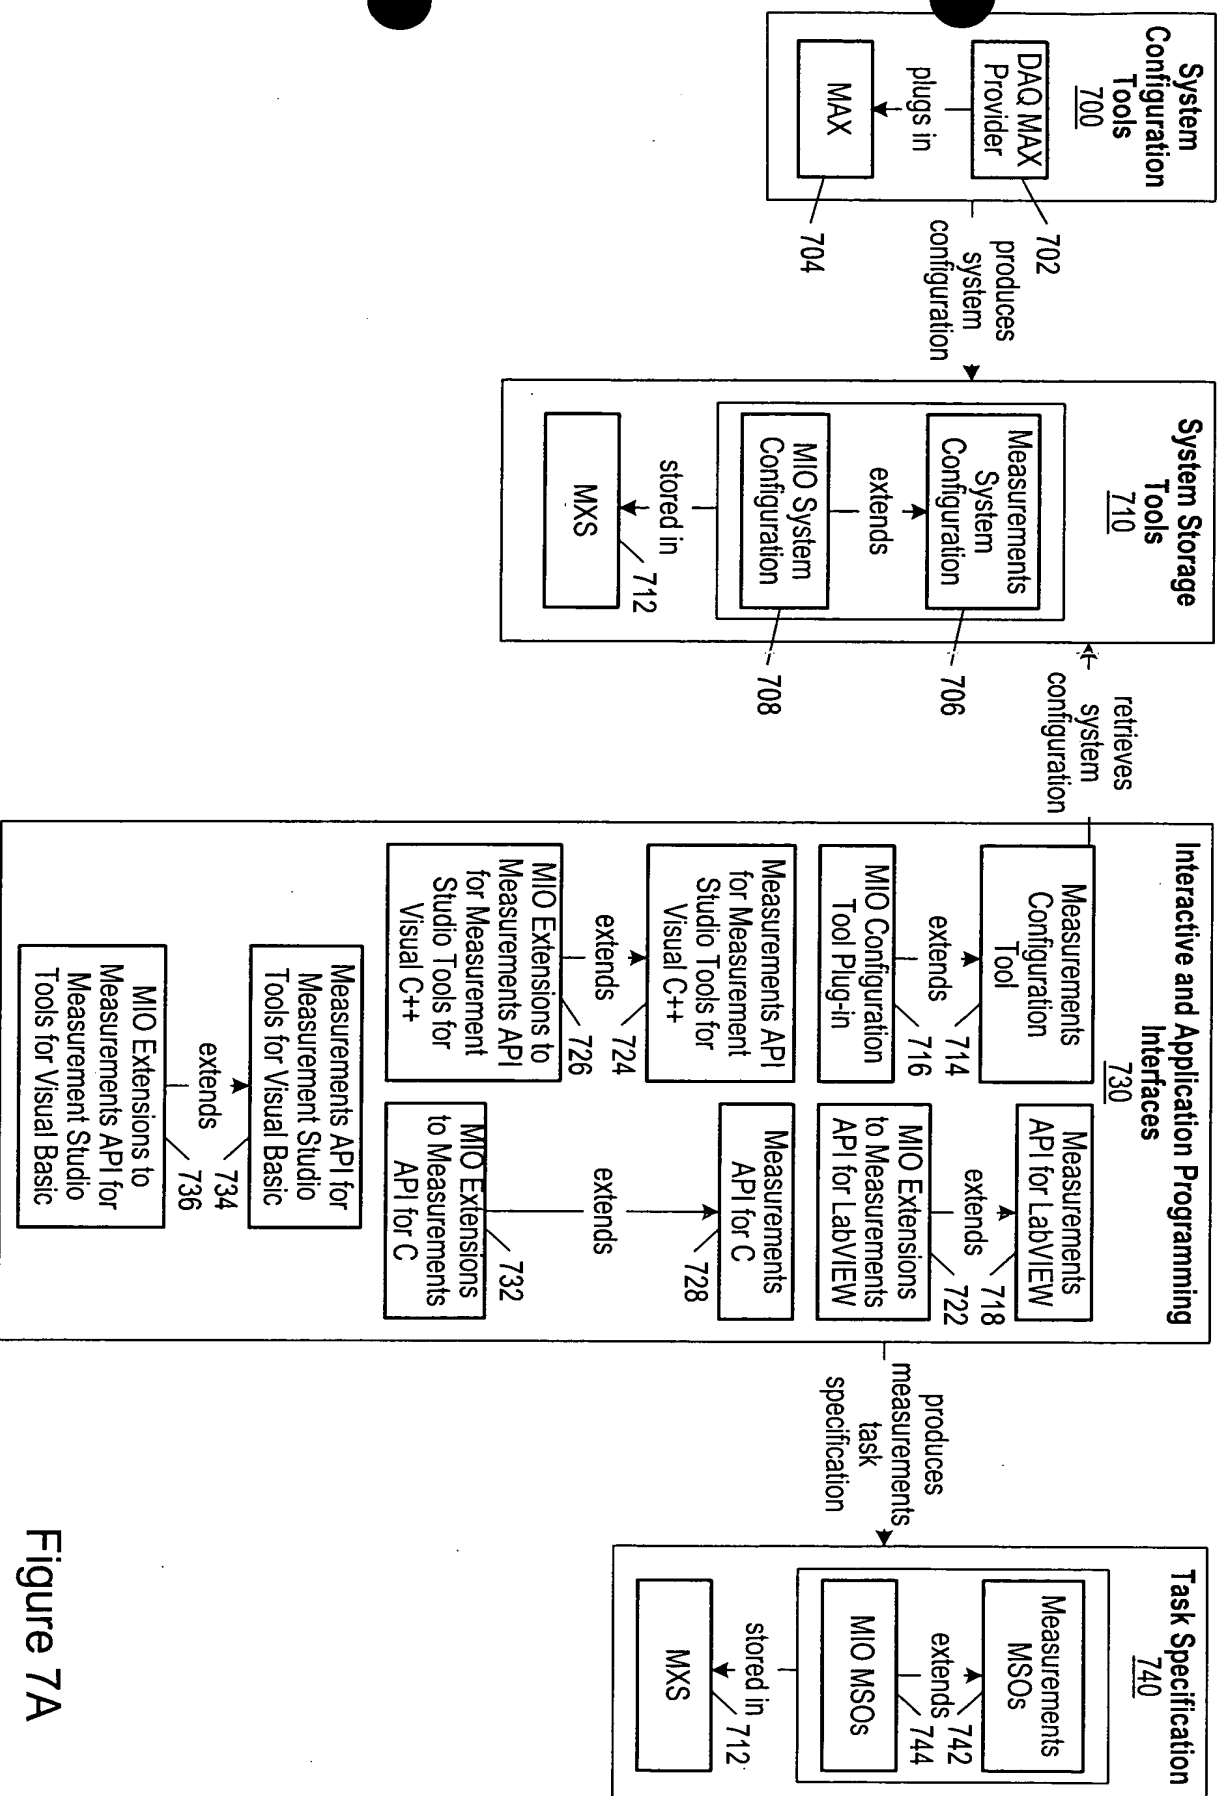 System
Configuration
Tools
700
DAQ MAX
Provider
plugs in
MAX
702
704
produces
system
configuration
System Storage
Tools
710
Measurements
System
Configuration
extends
MIO System
Configuration
stored in
MXS
712
706
708
retrieves
system
configuration
Interactive and Application Programming
Interfaces
730
Measurements
Configuration
Tool
extends
714
MIO Configuration
Tool Plug-in
716
Measurements
API for LabVIEW
extends
718
MIO Extensions
to Measurements
API for LabVIEW
722
Measurements API
for Measurement
Studio Tools for
Visual C++
extends
724
MIO Extensions to
Measurements API
for Measurement
Studio Tools for
Visual C++
726
Measurements
API for C
728
extends
MIO Extensions
to Measurements
API for C
732
Measurements API for
Measurement Studio
Tools for Visual Basic
extends
734
MIO Extensions to
Measurements API for
Measurement Studio
Tools for Visual Basic
736
produces
measurements
task
specification
Task Specification
740
Measurements
MSOs
extends
742
MIO MSOs
744
stored in
MXS
712
Figure 7A